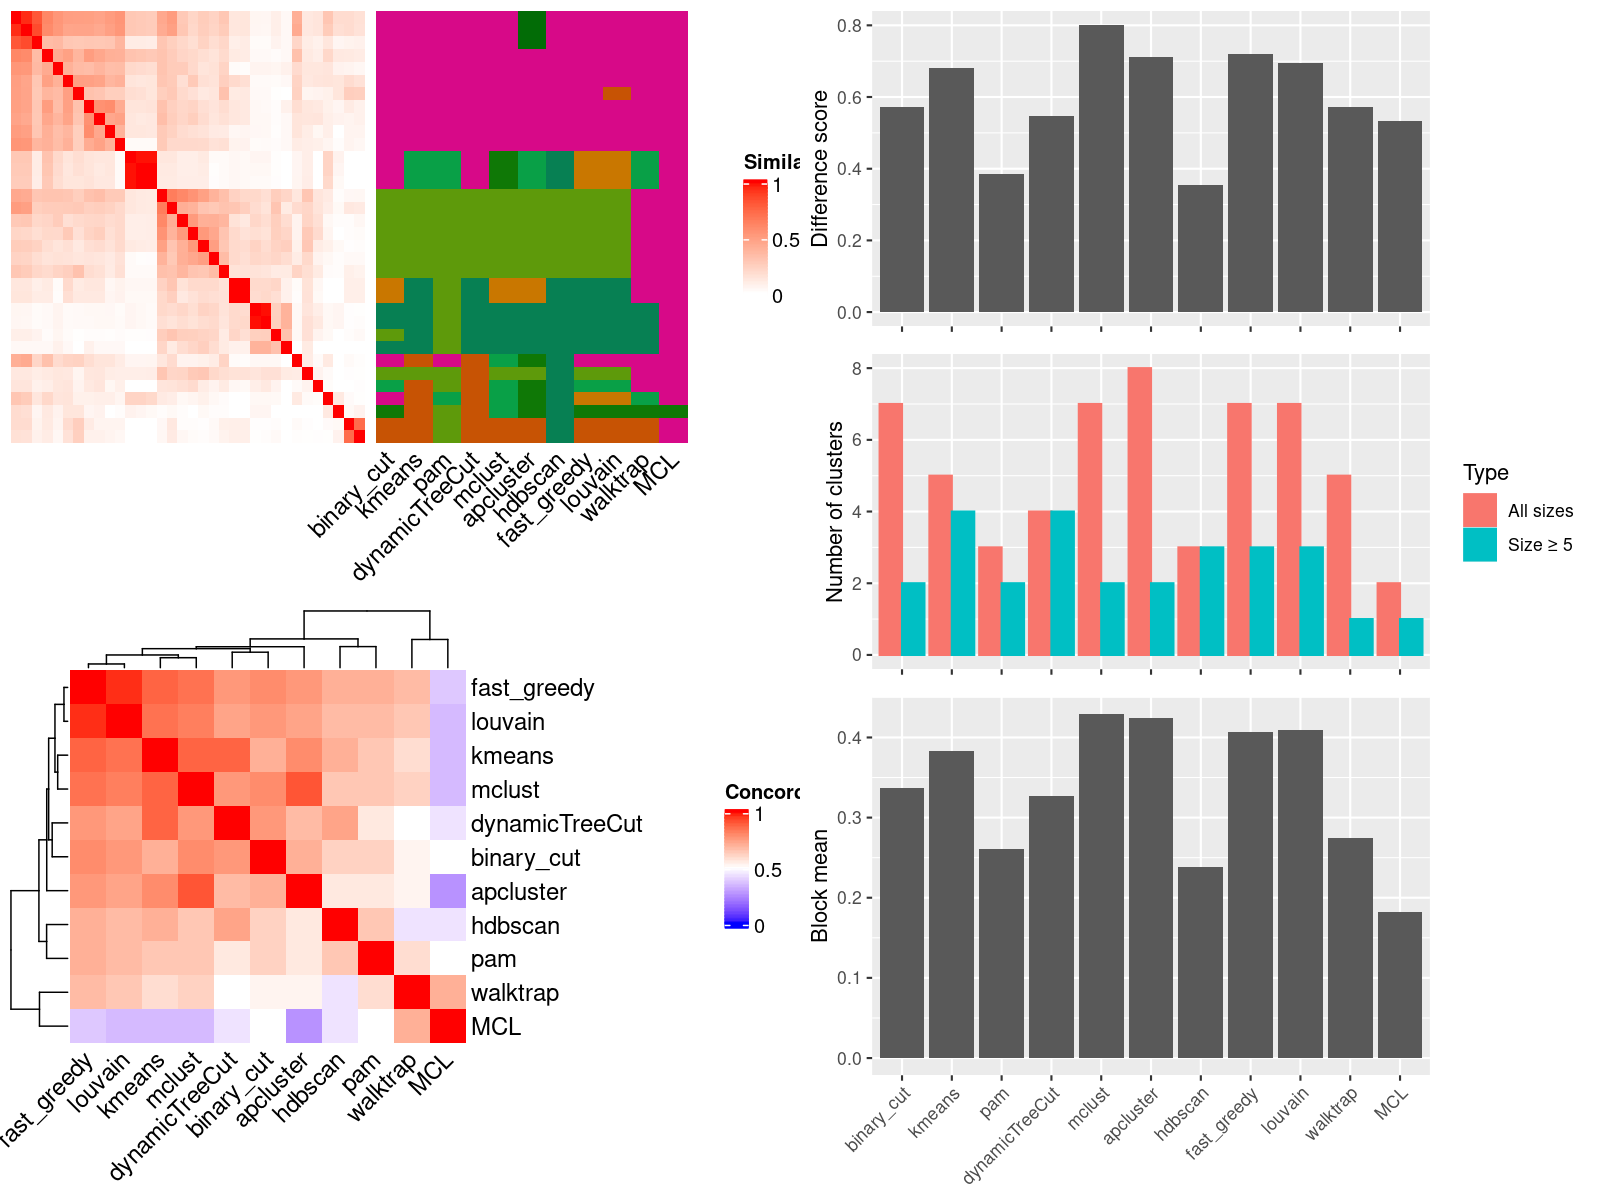 Simila
1
0.5
0
binary_cut
kmeans
pam
dynamicTreeCut
mclust
apcluster
hdbscan
fast_greedy
louvain
walktrap
MCL
fast_greedy
louvain
kmeans
mclust
dynamicTreeCut
binary_cut
apcluster
hdbscan
pam
walktrap
MCL
Concord
1
0.5
0
fast_greedy
louvain
kmeans
mclust
dynamicTreeCut
binary_cut
apcluster
hdbscan
pam
walktrap
MCL
Difference score
0.8
0.6
0.4
0.2
0.0
Number of clusters
8
6
4
2
0
Type
All sizes
Size ≥ 5
Block mean
0.4
0.3
0.2
0.1
0.0
binary_cut
kmeans
pam
dynamicTreeCut
mclust
apcluster
hdbscan
fast_greedy
louvain
walktrap
MCL